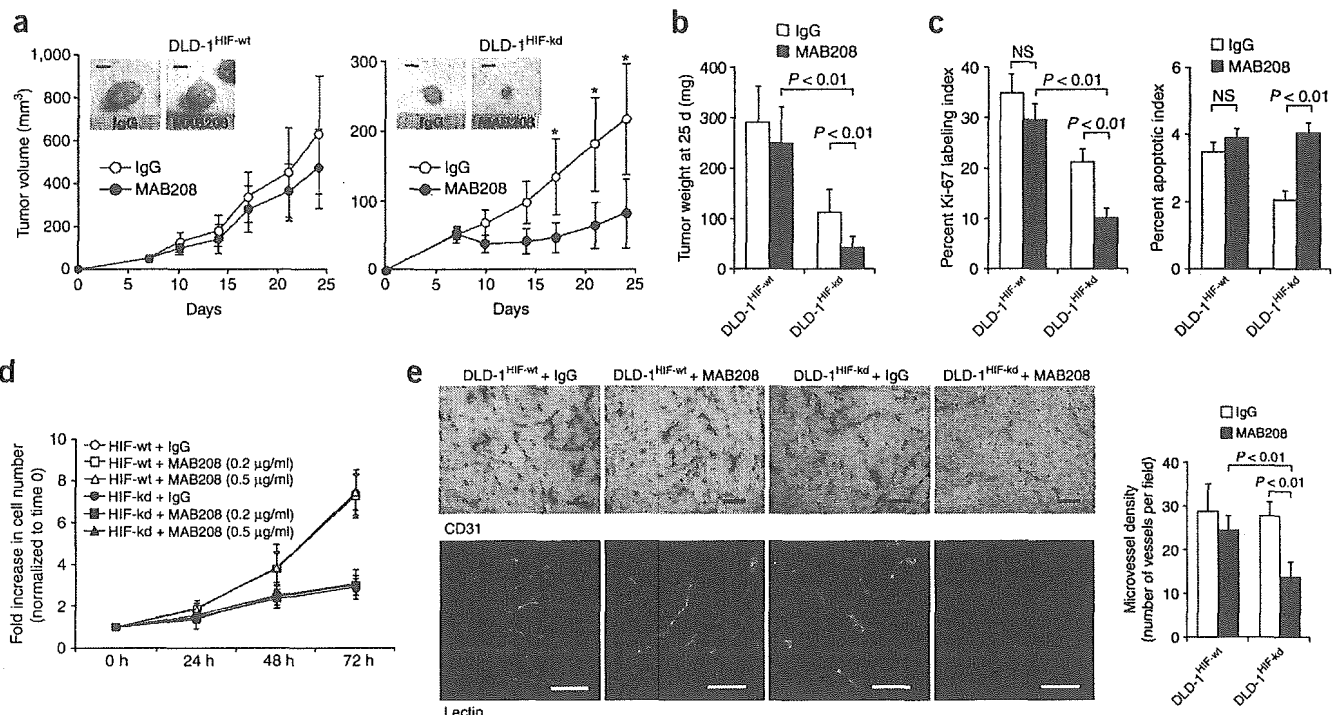 a
DLD-1HIF-wt
DLD-1HIF-kd
Tumor volume (mm3)
1,000
800
600
400
200
0
IgG
MAB208
IgG
MAB208
0 5 10 15 20 25
Days
300
200
100
0
IgG
MAB208
* * *
IgG
MAB208
0 5 10 15 20 25
Days
b
IgG
MAB208
Tumor weight at 25 d (mg)
400
300
200
100
0
P < 0.01
P < 0.01
DLD-1HIF-wt
DLD-1HIF-kd
c
Percent Ki-67 labeling index
40
30
20
10
0
NS
P < 0.01
P < 0.01
DLD-1HIF-wt
DLD-1HIF-kd
IgG
MAB208
Percent apoptotic index
6
4
2
0
NS
P < 0.01
DLD-1HIF-wt
DLD-1HIF-kd
d
Fold increase in cell number
(normalized to time 0)
10
8
6
4
2
0
HIF-wt + IgG
HIF-wt + MAB208 (0.2 µg/ml)
HIF-wt + MAB208 (0.5 µg/ml)
HIF-kd + IgG
HIF-kd + MAB208 (0.2 µg/ml)
HIF-kd + MAB208 (0.5 µg/ml)
0 h 24 h 48 h 72 h
e
DLD-1HIF-wt + IgG
DLD-1HIF-wt + MAB208
DLD-1HIF-kd + IgG
DLD-1HIF-kd + MAB208
CD31
Lectin
IgG
MAB208
Microvessel density
(number of vessels per field)
40
30
20
10
0
P < 0.01
P < 0.01
DLD-1HIF-wt
DLD-1HIF-kd